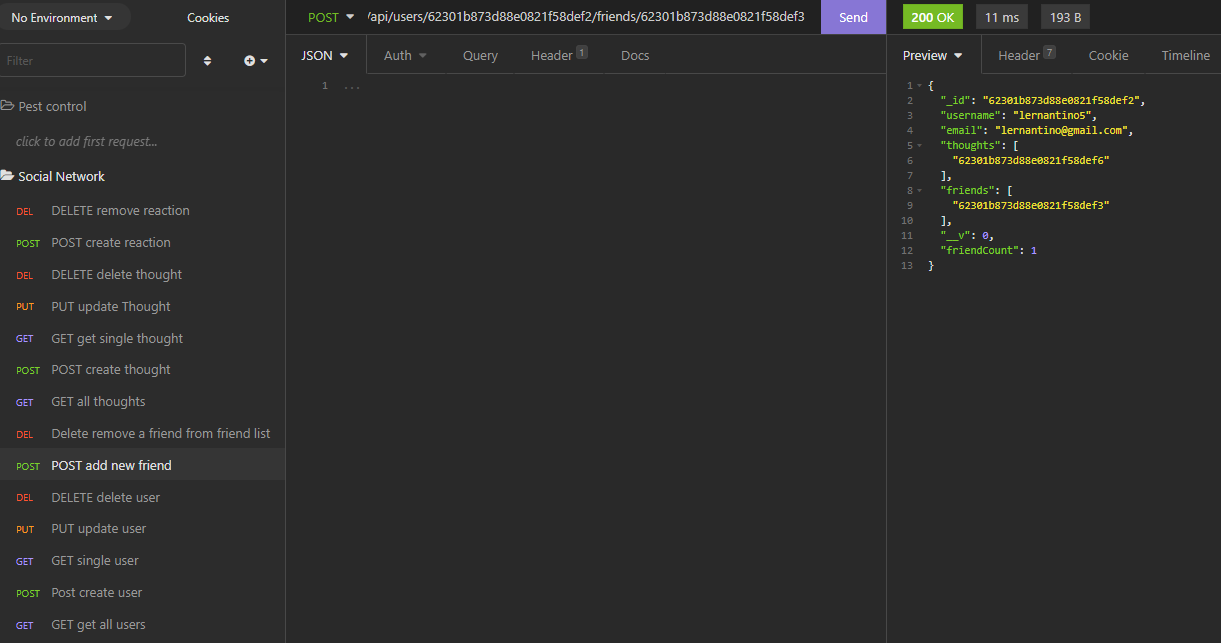 No Environment
Cookies
Filter
Pest control
click to add first request...
Social Network
DEL DELETE remove reaction
POST POST create reaction
DEL DELETE delete thought
PUT PUT update Thought
GET GET get single thought
POST POST create thought
GET GET all thoughts
DEL Delete remove a friend from friend list
POST POST add new friend
DEL DELETE delete user
PUT PUT update user
GET GET single user
POST Post create user
GET GET get all users
POST /api/users/62301b873d88e0821f58def2/friends/62301b873d88e0821f58def3 Send
JSON Auth Query Header 1 Docs
1 ...
200 OK 11 ms 193 B
Preview Header 7 Cookie Timeline
1 {
2 "_id": "62301b873d88e0821f58def2",
3 "username": "lernantino5",
4 "email": "lernantino@gmail.com",
5 "thoughts": [
6 "62301b873d88e0821f58def6"
7 ],
8 "friends": [
9 "62301b873d88e0821f58def3"
10 ],
11 "__v": 0,
12 "friendCount": 1
13 }